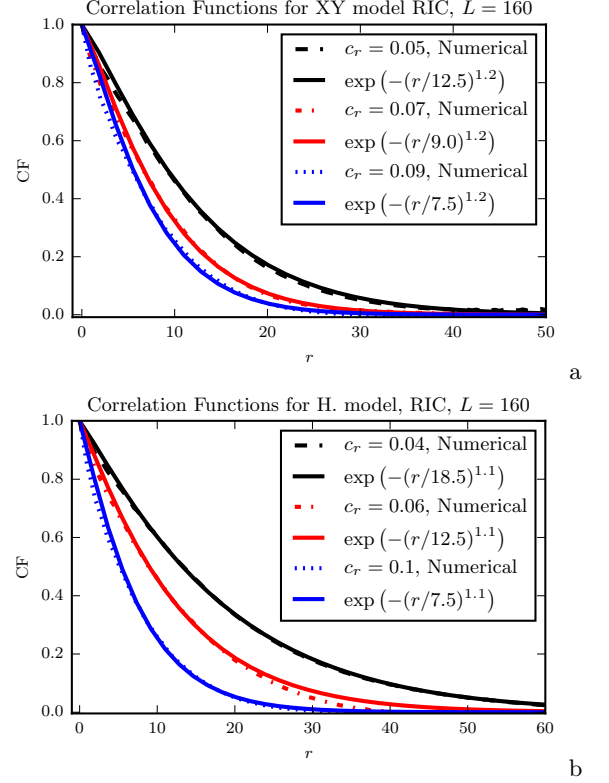 Correlation Functions for XY model RIC, L = 160
1.0
0.8
0.6
0.4
0.2
0.0
CF
c_r = 0.05, Numerical
exp (−(r/12.5)^{1.2})
c_r = 0.07, Numerical
exp (−(r/9.0)^{1.2})
c_r = 0.09, Numerical
exp (−(r/7.5)^{1.2})
0 10 20 30 40 50
r
a
Correlation Functions for H. model, RIC, L = 160
1.0
0.8
0.6
0.4
0.2
0.0
CF
c_r = 0.04, Numerical
exp (−(r/18.5)^{1.1})
c_r = 0.06, Numerical
exp (−(r/12.5)^{1.1})
c_r = 0.1, Numerical
exp (−(r/7.5)^{1.1})
0 10 20 30 40 50 60
r
b